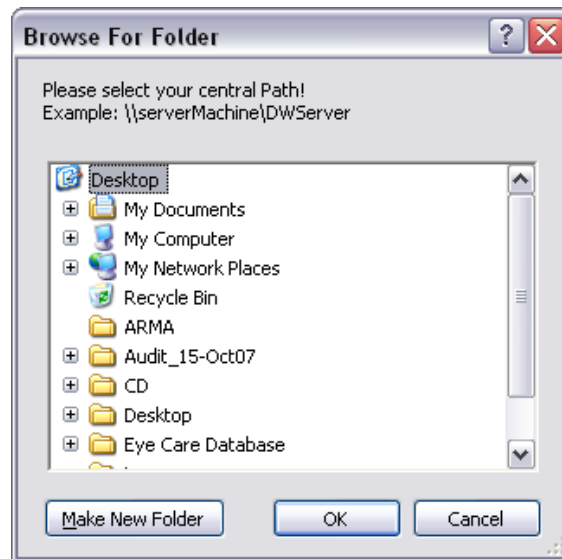 Browse For Folder
Please select your central Path!
Example: \\serverMachine\DWServer
Desktop
My Documents
My Computer
My Network Places
Recycle Bin
ARMA
Audit_15-Oct07
CD
Desktop
Eye Care Database
Make New Folder
OK
Cancel